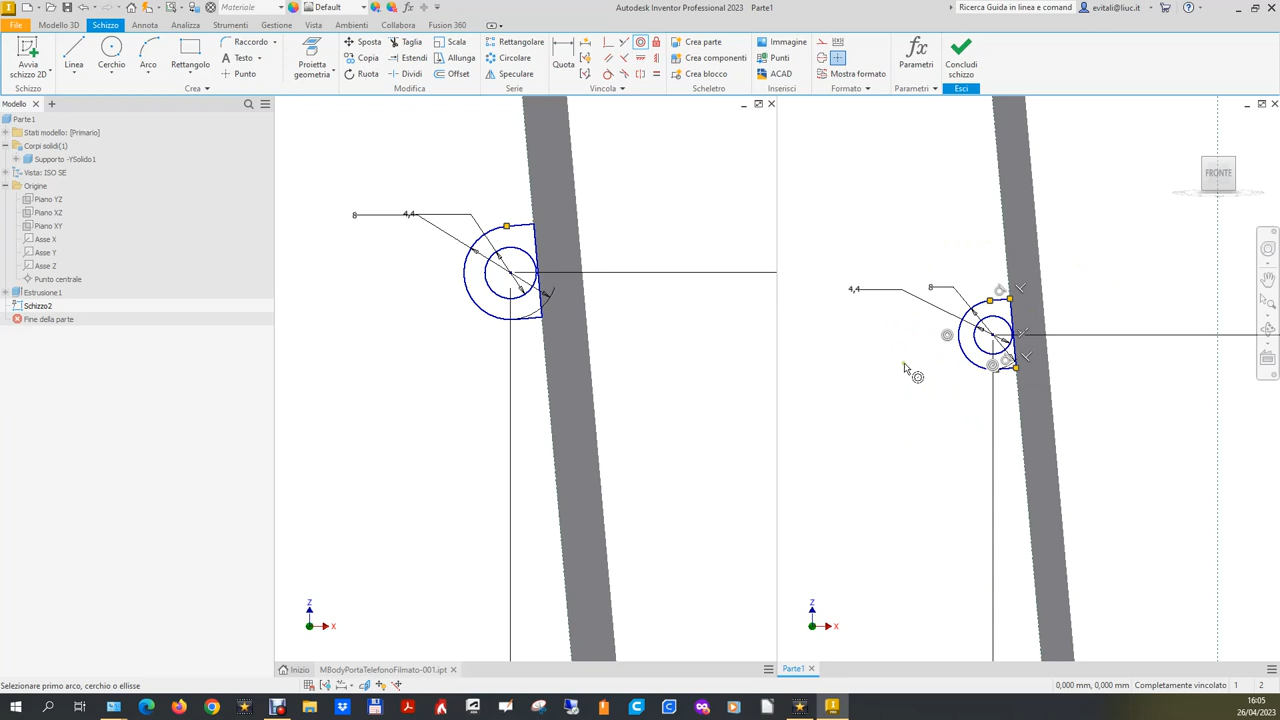 Materiale
Default
Autodesk Inventor Professional 2023   Parte1
Ricerca Guida in linea e comando
evitali@liuc.it
File
Modello 3D
Schizzo
Annota
Analizza
Strumenti
Gestione
Vista
Ambienti
Collabora
Fusion 360
Avvia schizzo 2D
Linea
Cerchio
Arco
Rettangolo
Raccordo
Testo
Punto
Proietta geometria
Sposta
Copia
Ruota
Taglia
Estendi
Dividi
Scala
Allunga
Offset
Rettangolare
Circolare
Speculare
Quota
Crea parte
Crea componenti
Crea blocco
Immagine
Punti
ACAD
Mostra formato
fx
Parametri
Concludi schizzo
Schizzo
Crea
Modifica
Serie
Vincola
Scheletro
Inserisci
Formato
Parametri
Esci
Modello
Parte1
Stati modello: [Primario]
Corpi solidi(1)
Supporto -YSolido1
Vista: ISO SE
Origine
Piano YZ
Piano XZ
Piano XY
Asse X
Asse Y
Asse Z
Punto centrale
Estrusione1
Schizzo2
Fine della parte
8
4,4
4,4
8
FRONTE
Z
X
Z
X
Inizio
MBodyPortaTelefonoFilmato-001.ipt
Parte1
Selezionare primo arco, cerchio o ellisse
0,000 mm, 0,000 mm
Completamente vincolato
1
2
16:05
26/04/2023